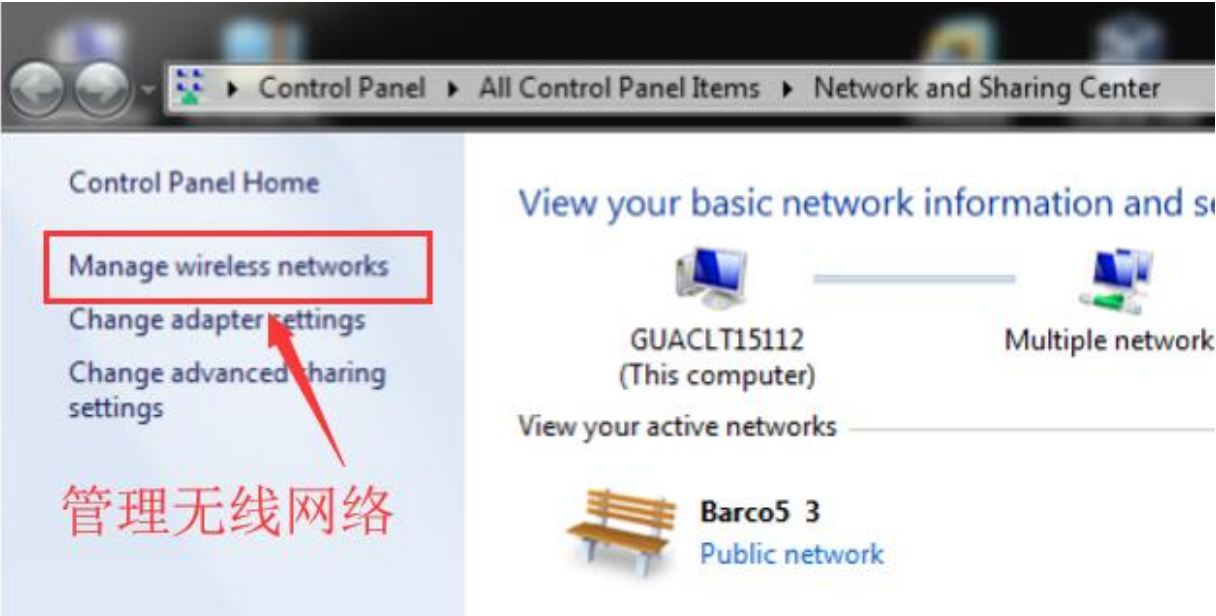 Control Panel ▸ All Control Panel Items ▸ Network and Sharing Center
Control Panel Home
Manage wireless networks
Change adapter settings
Change advanced sharing
settings
管理无线网络
View your basic network information and se
GUACLT15112
(This computer)
Multiple network
View your active networks
Barco5 3
Public network